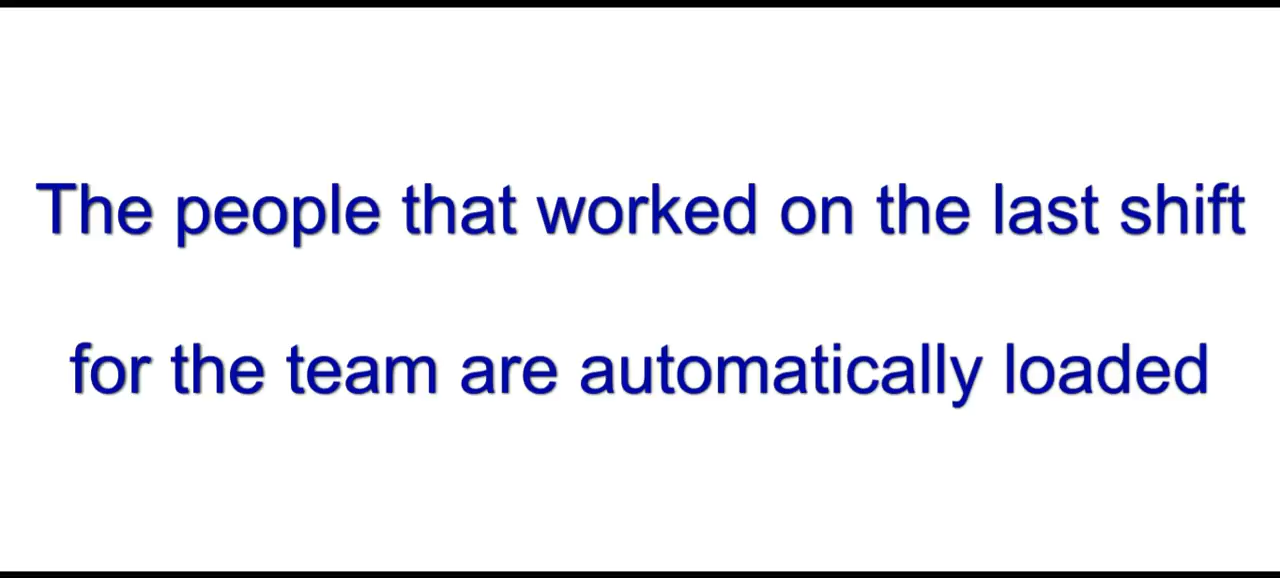 The people that worked on the last shift
for the team are automatically loaded